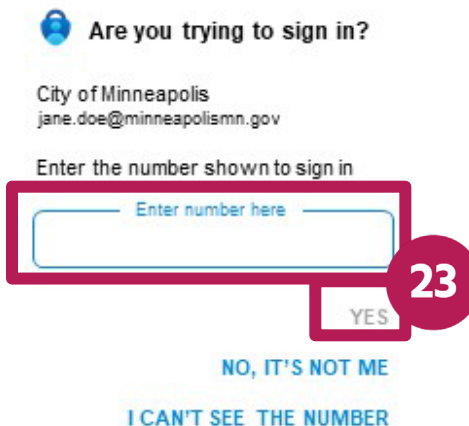 Are you trying to sign in?
City of Minneapolis
jane.doe@minneapolismn.gov
Enter the number shown to sign in
Enter number here
23
YES
NO, IT'S NOT ME
I CAN'T SEE THE NUMBER